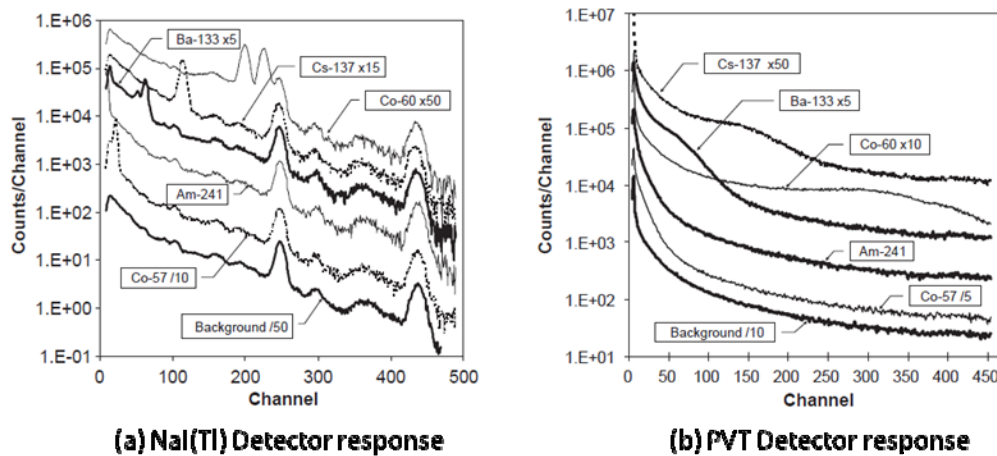 1.E+06
1.E+05
1.E+04
1.E+03
1.E+02
1.E+01
1.E+00
1.E-01
Counts/Channel
Ba-133 x5
Cs-137 x15
Co-60 x50
Am-241
Co-57 /10
Background /50
0 100 200 300 400 500
Channel
(a) NaI(Tl) Detector response
1.E+07
1.E+06
1.E+05
1.E+04
1.E+03
1.E+02
1.E+01
Counts/Channel
Cs-137 x50
Ba-133 x5
Co-60 x10
Am-241
Co-57 /5
Background /10
0 50 100 150 200 250 300 350 400 450
Channel
(b) PVT Detector response